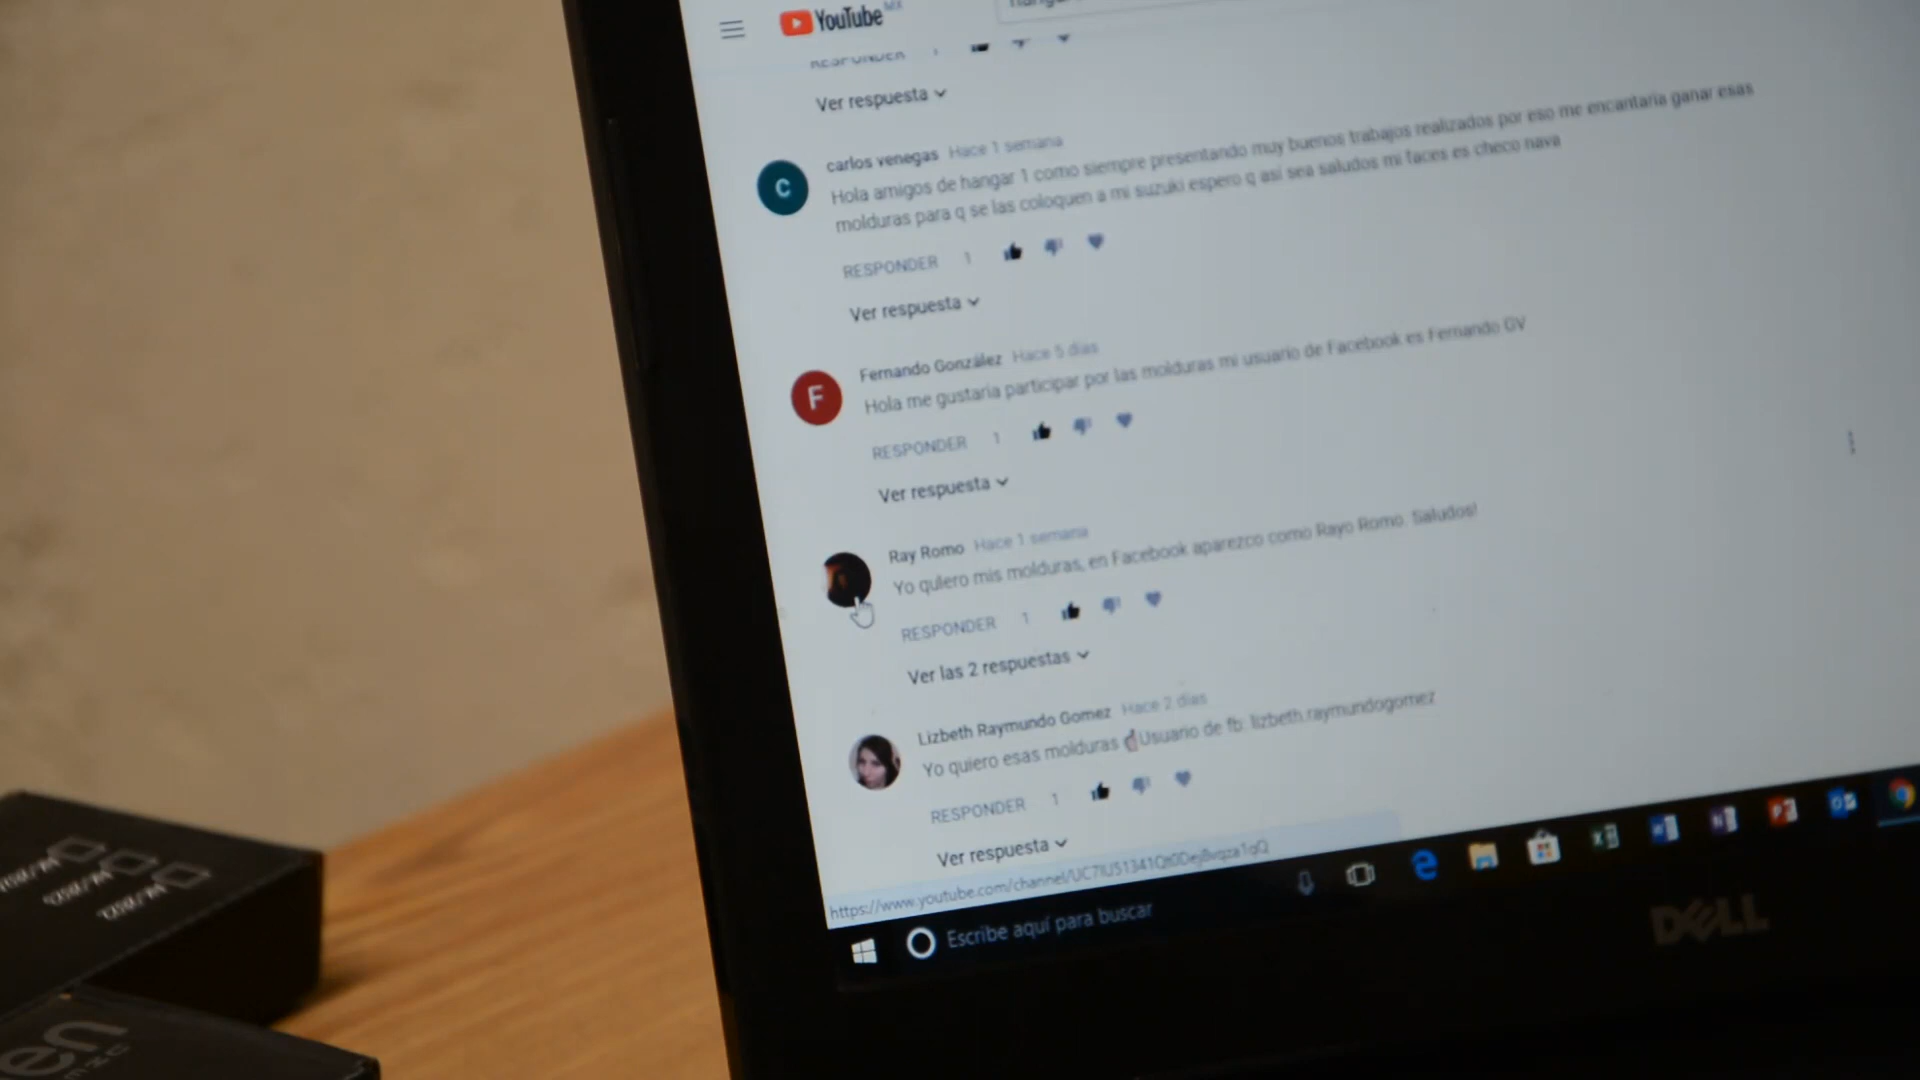 YouTube MX
hangar
RESPONDER 1
Ver respuesta
carlos venegas Hace 1 semana
Hola amigos de hangar 1 como siempre presentando muy buenos trabajos realizados por eso me encantaria ganar esas
molduras para q se las coloquen a mi suzuki espero q así sea saludos mi faces es checo nava
RESPONDER 1
Ver respuesta
Fernando González Hace 5 días
Hola me gustaria participar por las molduras mi usuario de Facebook es Fernando GV
RESPONDER 1
Ver respuesta
Ray Romo Hace 1 semana
Yo quiero mis molduras, en Facebook aparezco como Rayo Romo. Saludos!
RESPONDER 1
Ver las 2 respuestas
Lizbeth Raymundo Gomez Hace 2 días
Yo quiero esas molduras ☝Usuario de fb: lizbeth.raymundogomez
RESPONDER 1
Ver respuesta
https://www.youtube.com/channel/
Escribe aquí para buscar
DELL
en